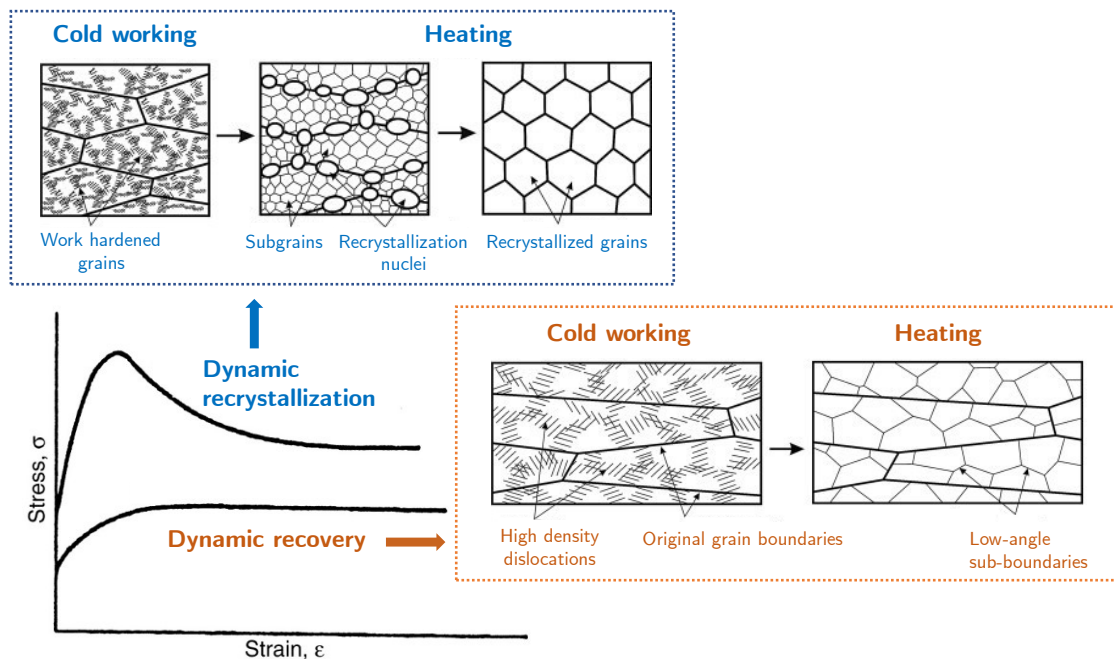 Cold working
Heating
Work hardened
grains
Subgrains
Recrystallization
nuclei
Recrystallized grains
Dynamic
recrystallization
Stress, σ
Dynamic recovery
Strain, ε
Cold working
Heating
High density
dislocations
Original grain boundaries
Low-angle
sub-boundaries